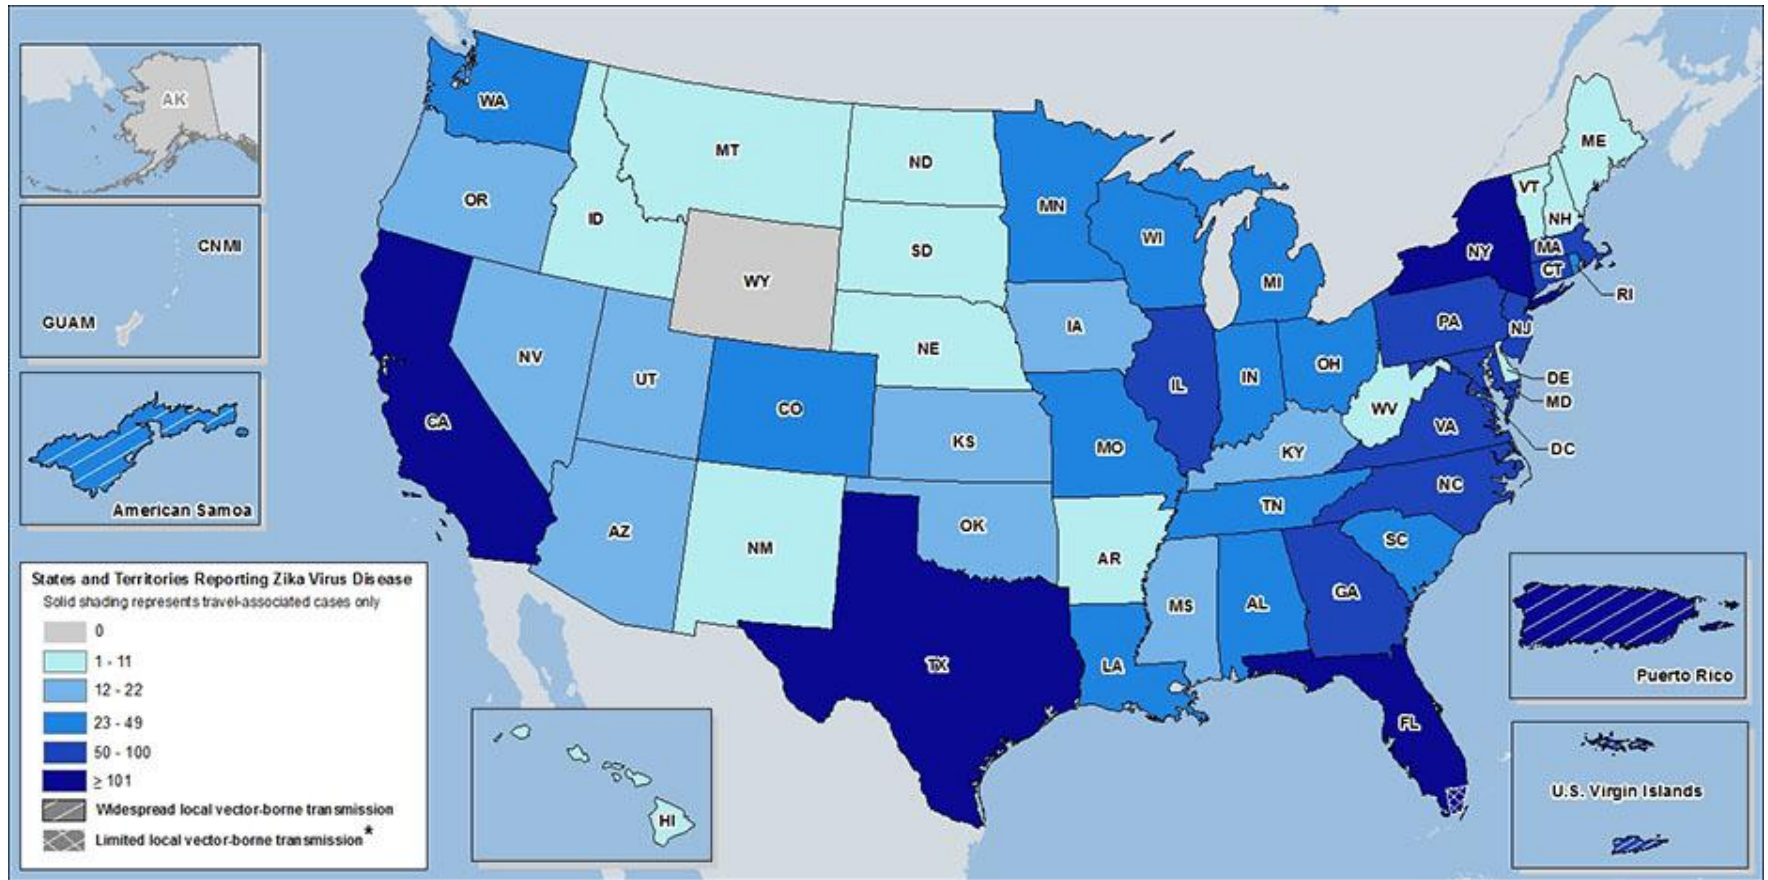 AK
CNMI
GUAM
American Samoa
WA
OR
CA
NV
ID
MT
WY
UT
AZ
CO
NM
ND
SD
NE
KS
OK
TX
MN
IA
MO
AR
LA
WI
IL
MI
IN
OH
KY
TN
MS
AL
GA
FL
SC
NC
VA
WV
PA
NY
VT
NH
ME
MA
CT
RI
NJ
DE
MD
DC
HI
Puerto Rico
U.S. Virgin Islands
States and Territories Reporting Zika Virus Disease
Solid shading represents travel-associated cases only
0
1 - 11
12 - 22
23 - 49
50 - 100
≥ 101
Widespread local vector-borne transmission
Limited local vector-borne transmission*